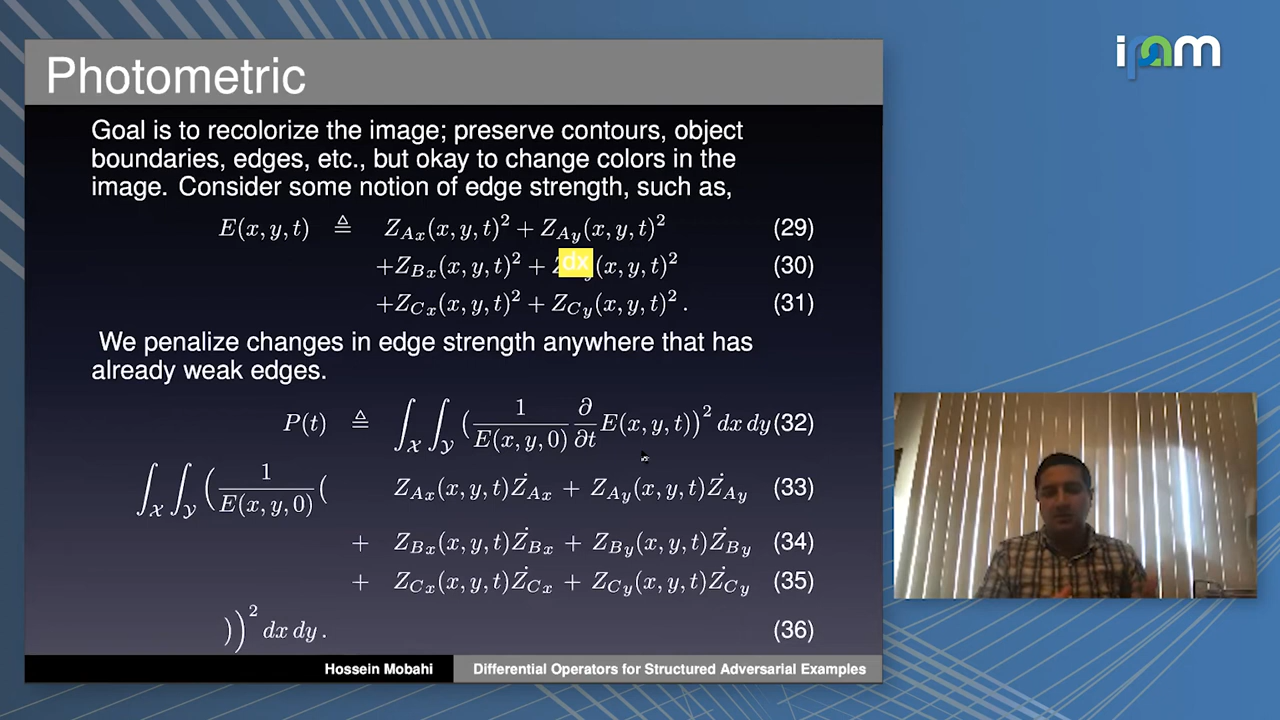 ipam
Photometric
Goal is to recolorize the image; preserve contours, object
boundaries, edges, etc., but okay to change colors in the
image. Consider some notion of edge strength, such as,
E(x, y, t) ≜ Z_{Ax}(x, y, t)² + Z_{Ay}(x, y, t)² (29)
+Z_{Bx}(x, y, t)² + dx (x, y, t)² (30)
+Z_{Cx}(x, y, t)² + Z_{Cy}(x, y, t)² . (31)
We penalize changes in edge strength anywhere that has
already weak edges.
P(t) ≜ ∫_𝒳 ∫_𝒴 ( 1/E(x, y, 0) ∂/∂t E(x, y, t))² dx dy (32)
∫_𝒳 ∫_𝒴 ( 1/E(x, y, 0) ( Z_{Ax}(x, y, t)Ż_{Ax} + Z_{Ay}(x, y, t)Ż_{Ay} (33)
+ Z_{Bx}(x, y, t)Ż_{Bx} + Z_{By}(x, y, t)Ż_{By} (34)
+ Z_{Cx}(x, y, t)Ż_{Cx} + Z_{Cy}(x, y, t)Ż_{Cy} (35)
))² dx dy . (36)
Hossein Mobahi Differential Operators for Structured Adversarial Examples